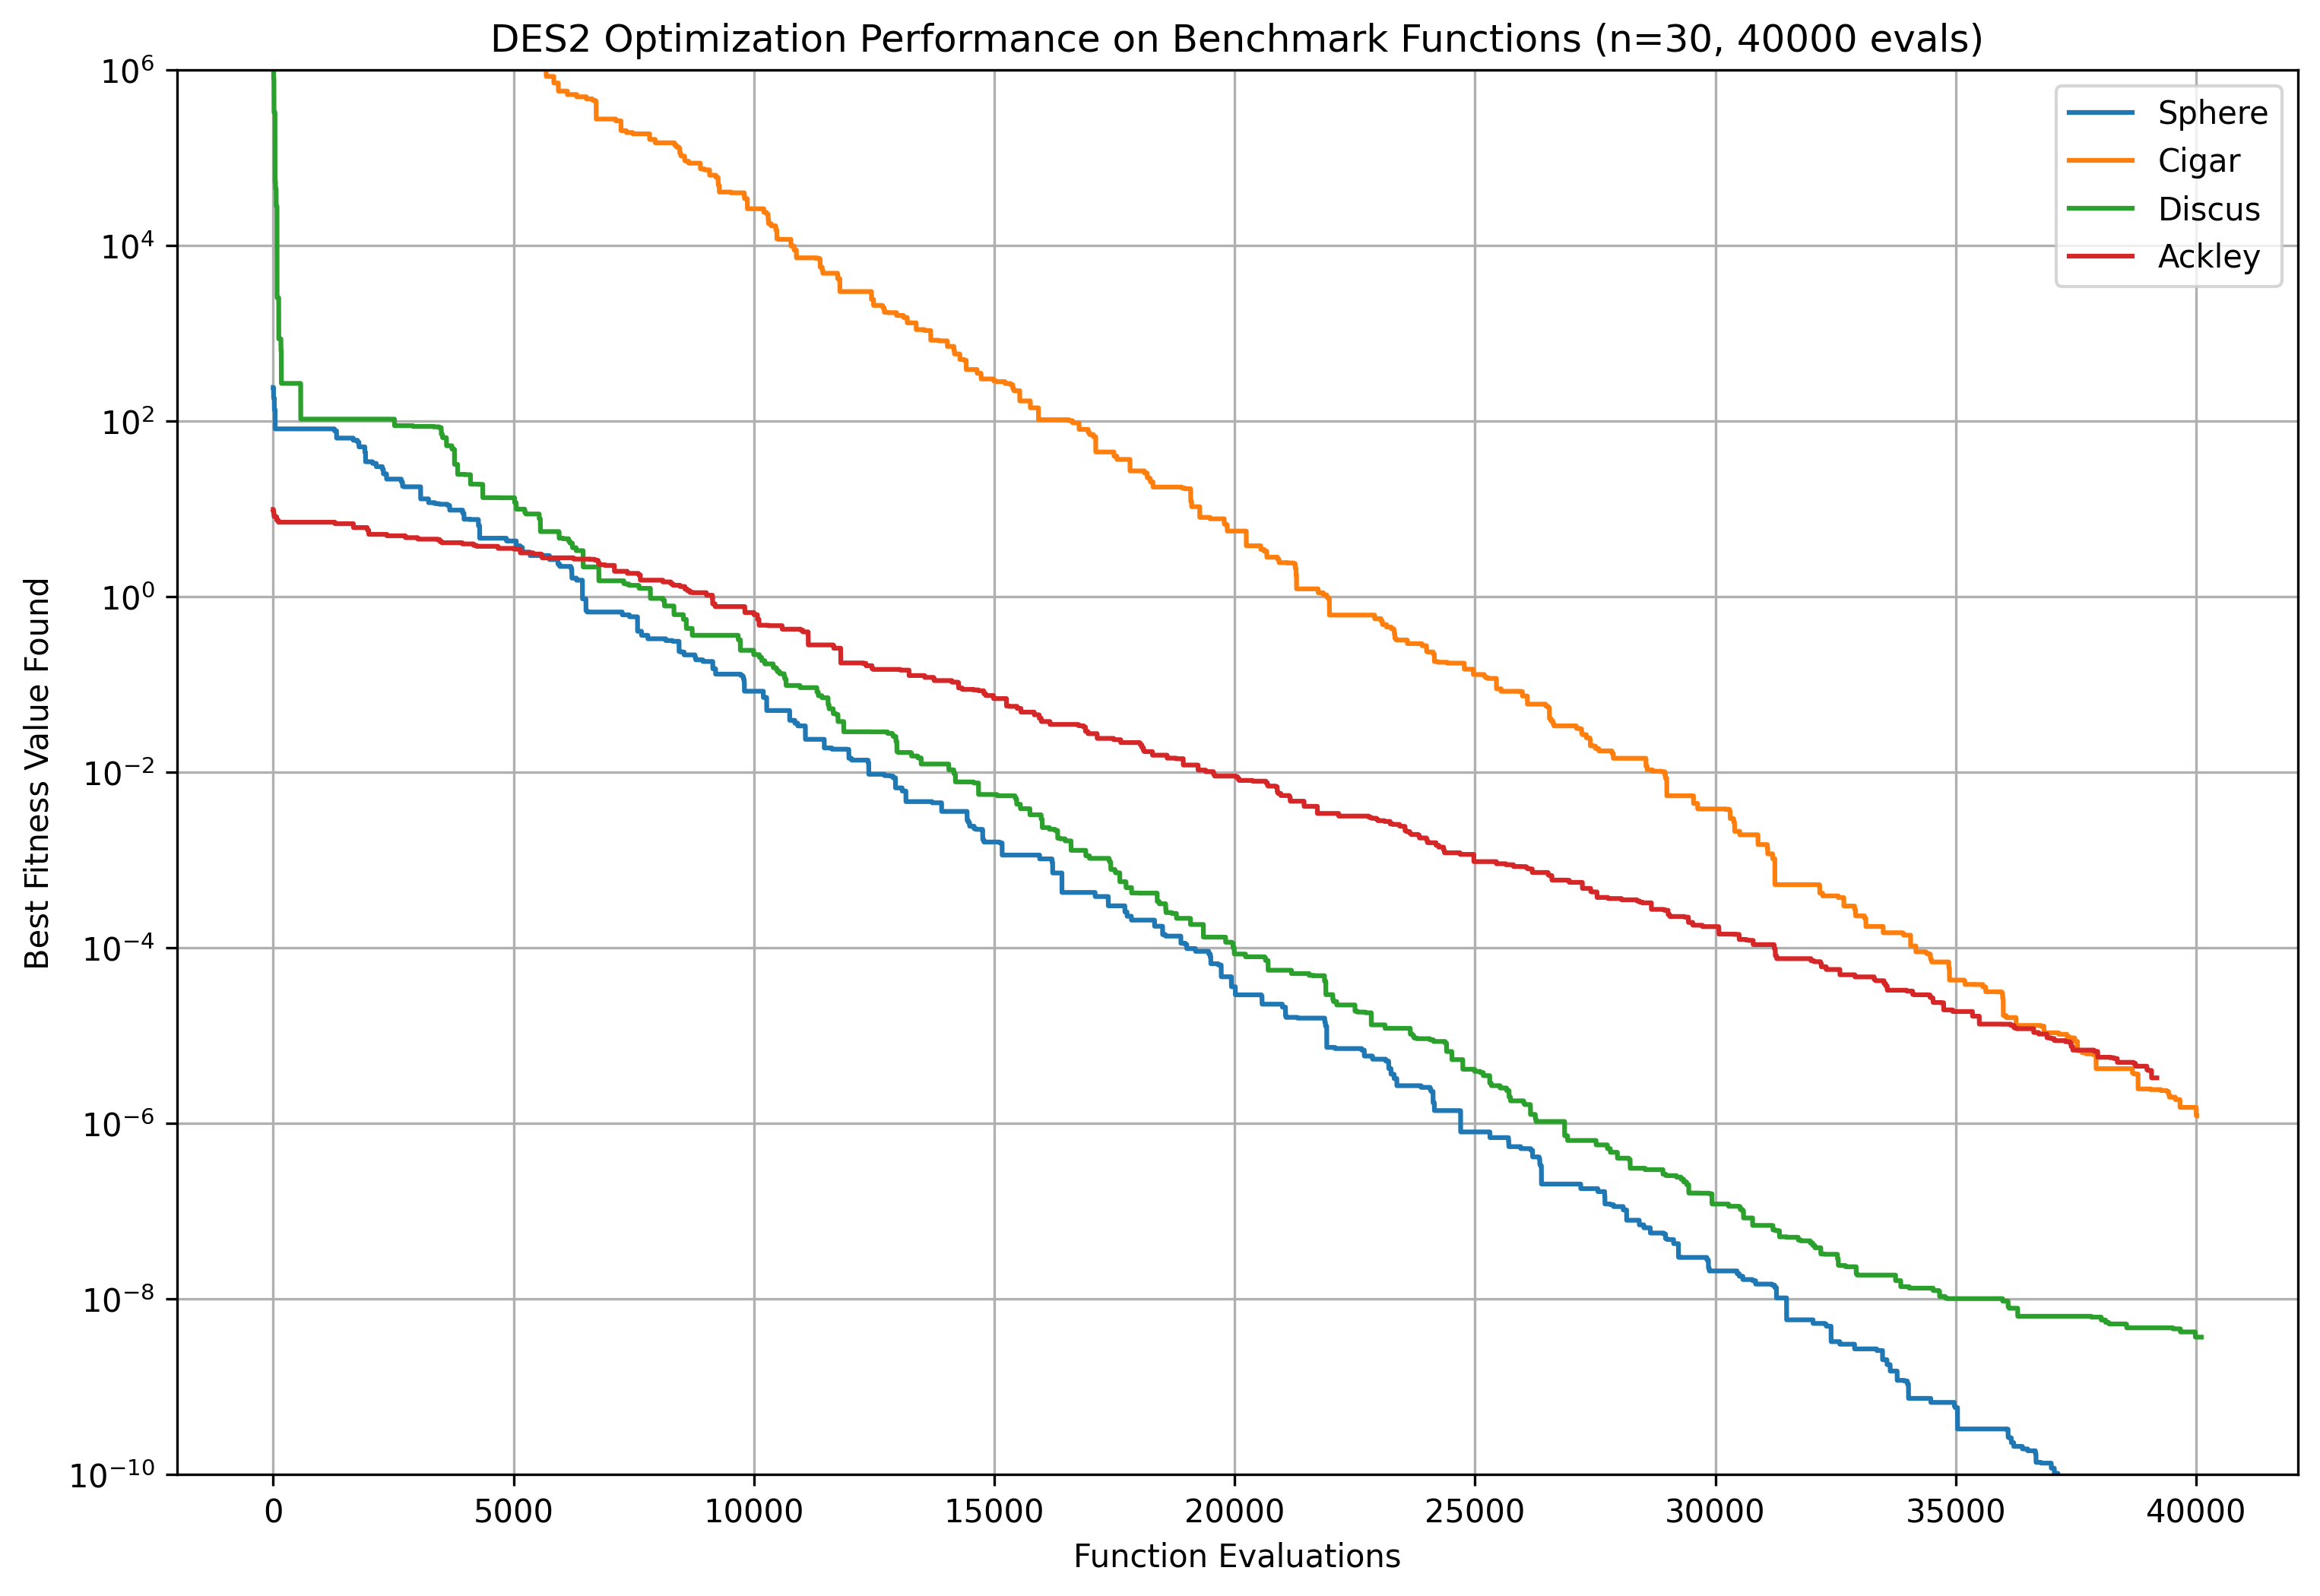 DES2 Optimization Performance on Benchmark Functions (n=30, 40000 evals)
Sphere
Cigar
Discus
Ackley
10⁶
10⁴
10²
10⁰
10⁻²
10⁻⁴
10⁻⁶
10⁻⁸
10⁻¹⁰
Best Fitness Value Found
0 5000 10000 15000 20000 25000 30000 35000 40000
Function Evaluations